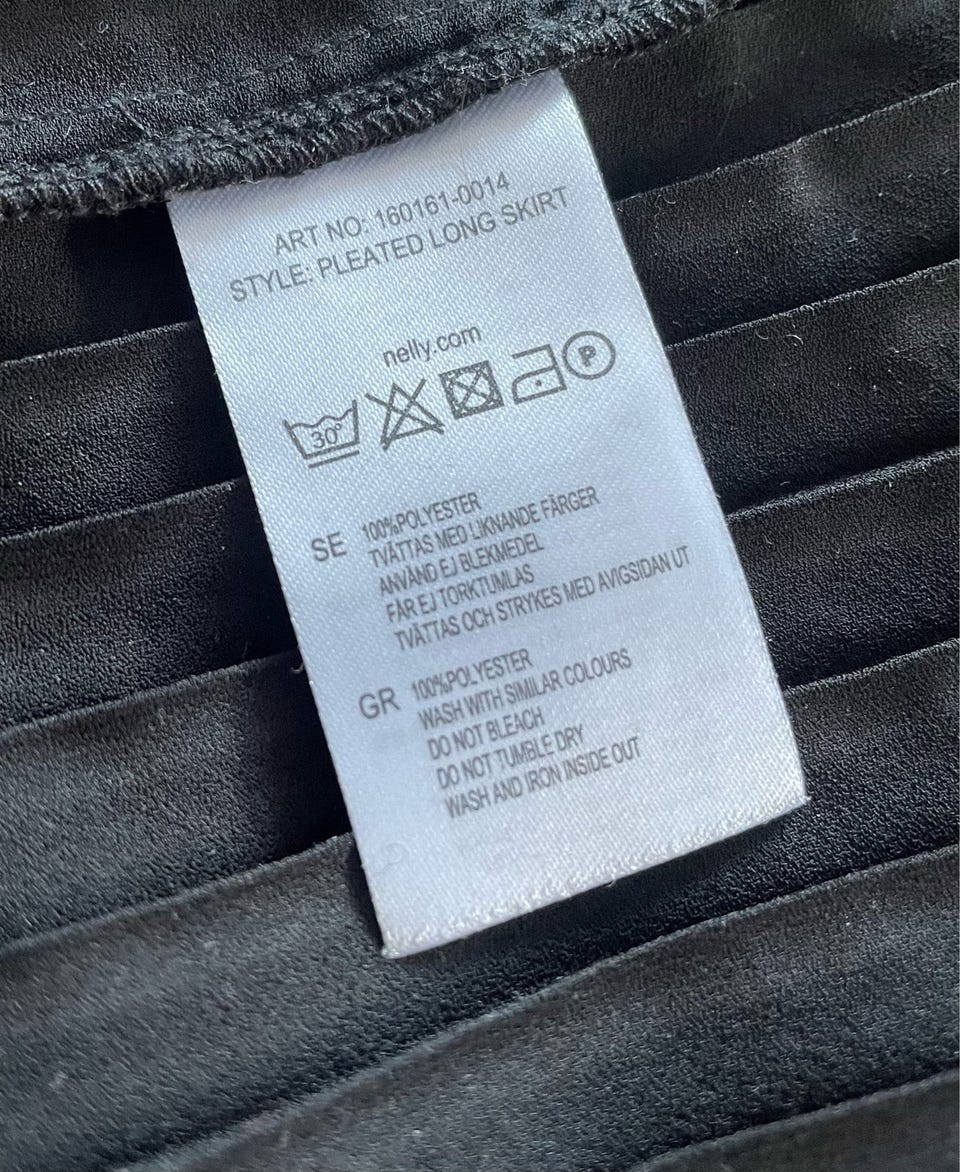 ART NO: 160161-0014
STYLE: PLEATED LONG SKIRT
nelly.com
30° P
SE 100%POLYESTER
TVÄTTAS MED LIKNANDE FÄRGER
ANVÄND EJ BLEKMEDEL
FÅR EJ TORKTUMLAS
TVÄTTAS OCH STRYKES MED AVIGSIDAN UT
GR 100%POLYESTER
WASH WITH SIMILAR COLOURS
DO NOT BLEACH
DO NOT TUMBLE DRY
WASH AND IRON INSIDE OUT